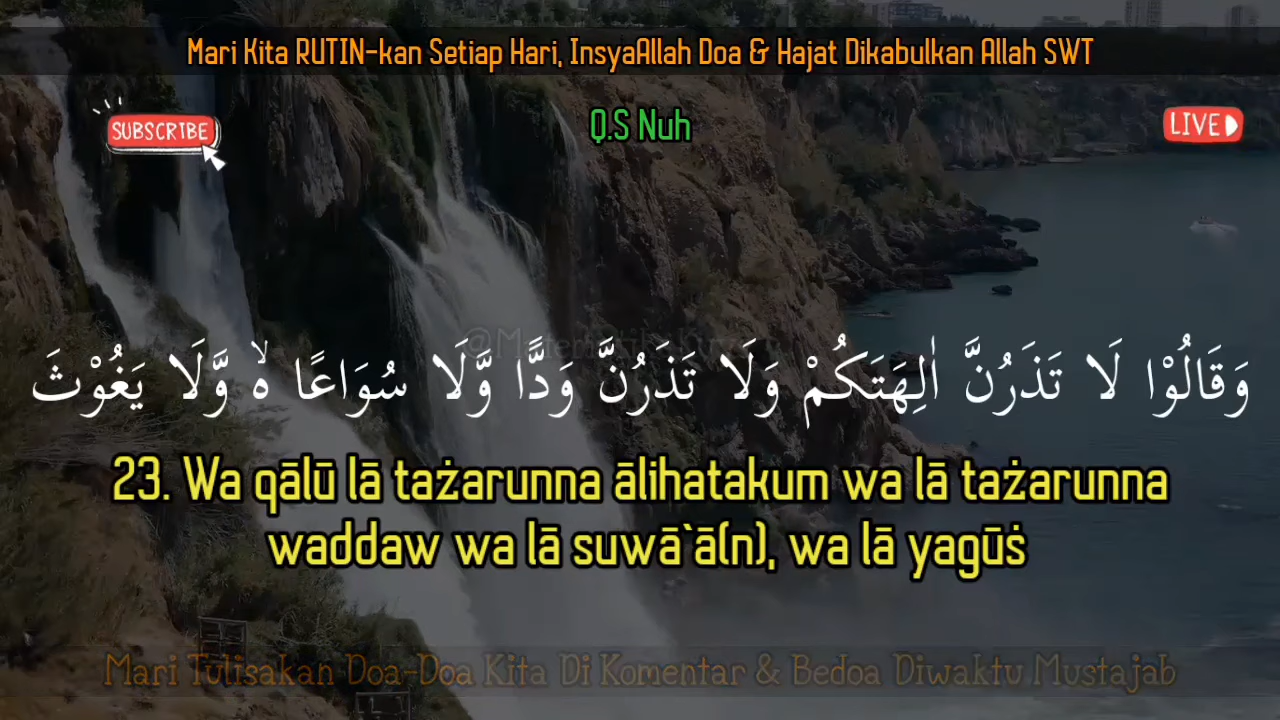 Mari Kita RUTIN-kan Setiap Hari, InsyaAllah Doa & Hajat Dikabulkan Allah SWT
SUBSCRIBE
Q.S Nuh
LIVE
وَقَالُوْا لَا تَذَرُنَّ اٰلِهَتَكُمْ وَلَا تَذَرُنَّ وَدًّا وَّلَا سُوَاعًا ەۙ وَّلَا يَغُوْثَ
23. Wa qālū lā tażarunna ālihatakum wa lā tażarunna
waddaw wa lā suwā`ā(n), wa lā yagūṡ
Mari Tulisakan Doa-Doa Kita Di Komentar & Bedoa Diwaktu Mustajab